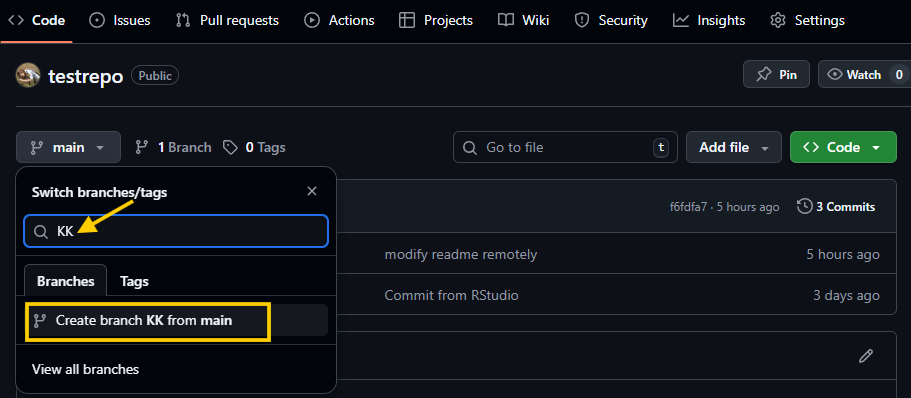 Code Issues Pull requests Actions Projects Wiki Security Insights Settings
testrepo Public Pin Watch 0
main 1 Branch 0 Tags Go to file t Add file Code
Switch branches/tags
f6fdfa7 · 5 hours ago 3 Commits
KK
modify readme remotely 5 hours ago
Branches Tags
Commit from RStudio 3 days ago
Create branch KK from main
View all branches